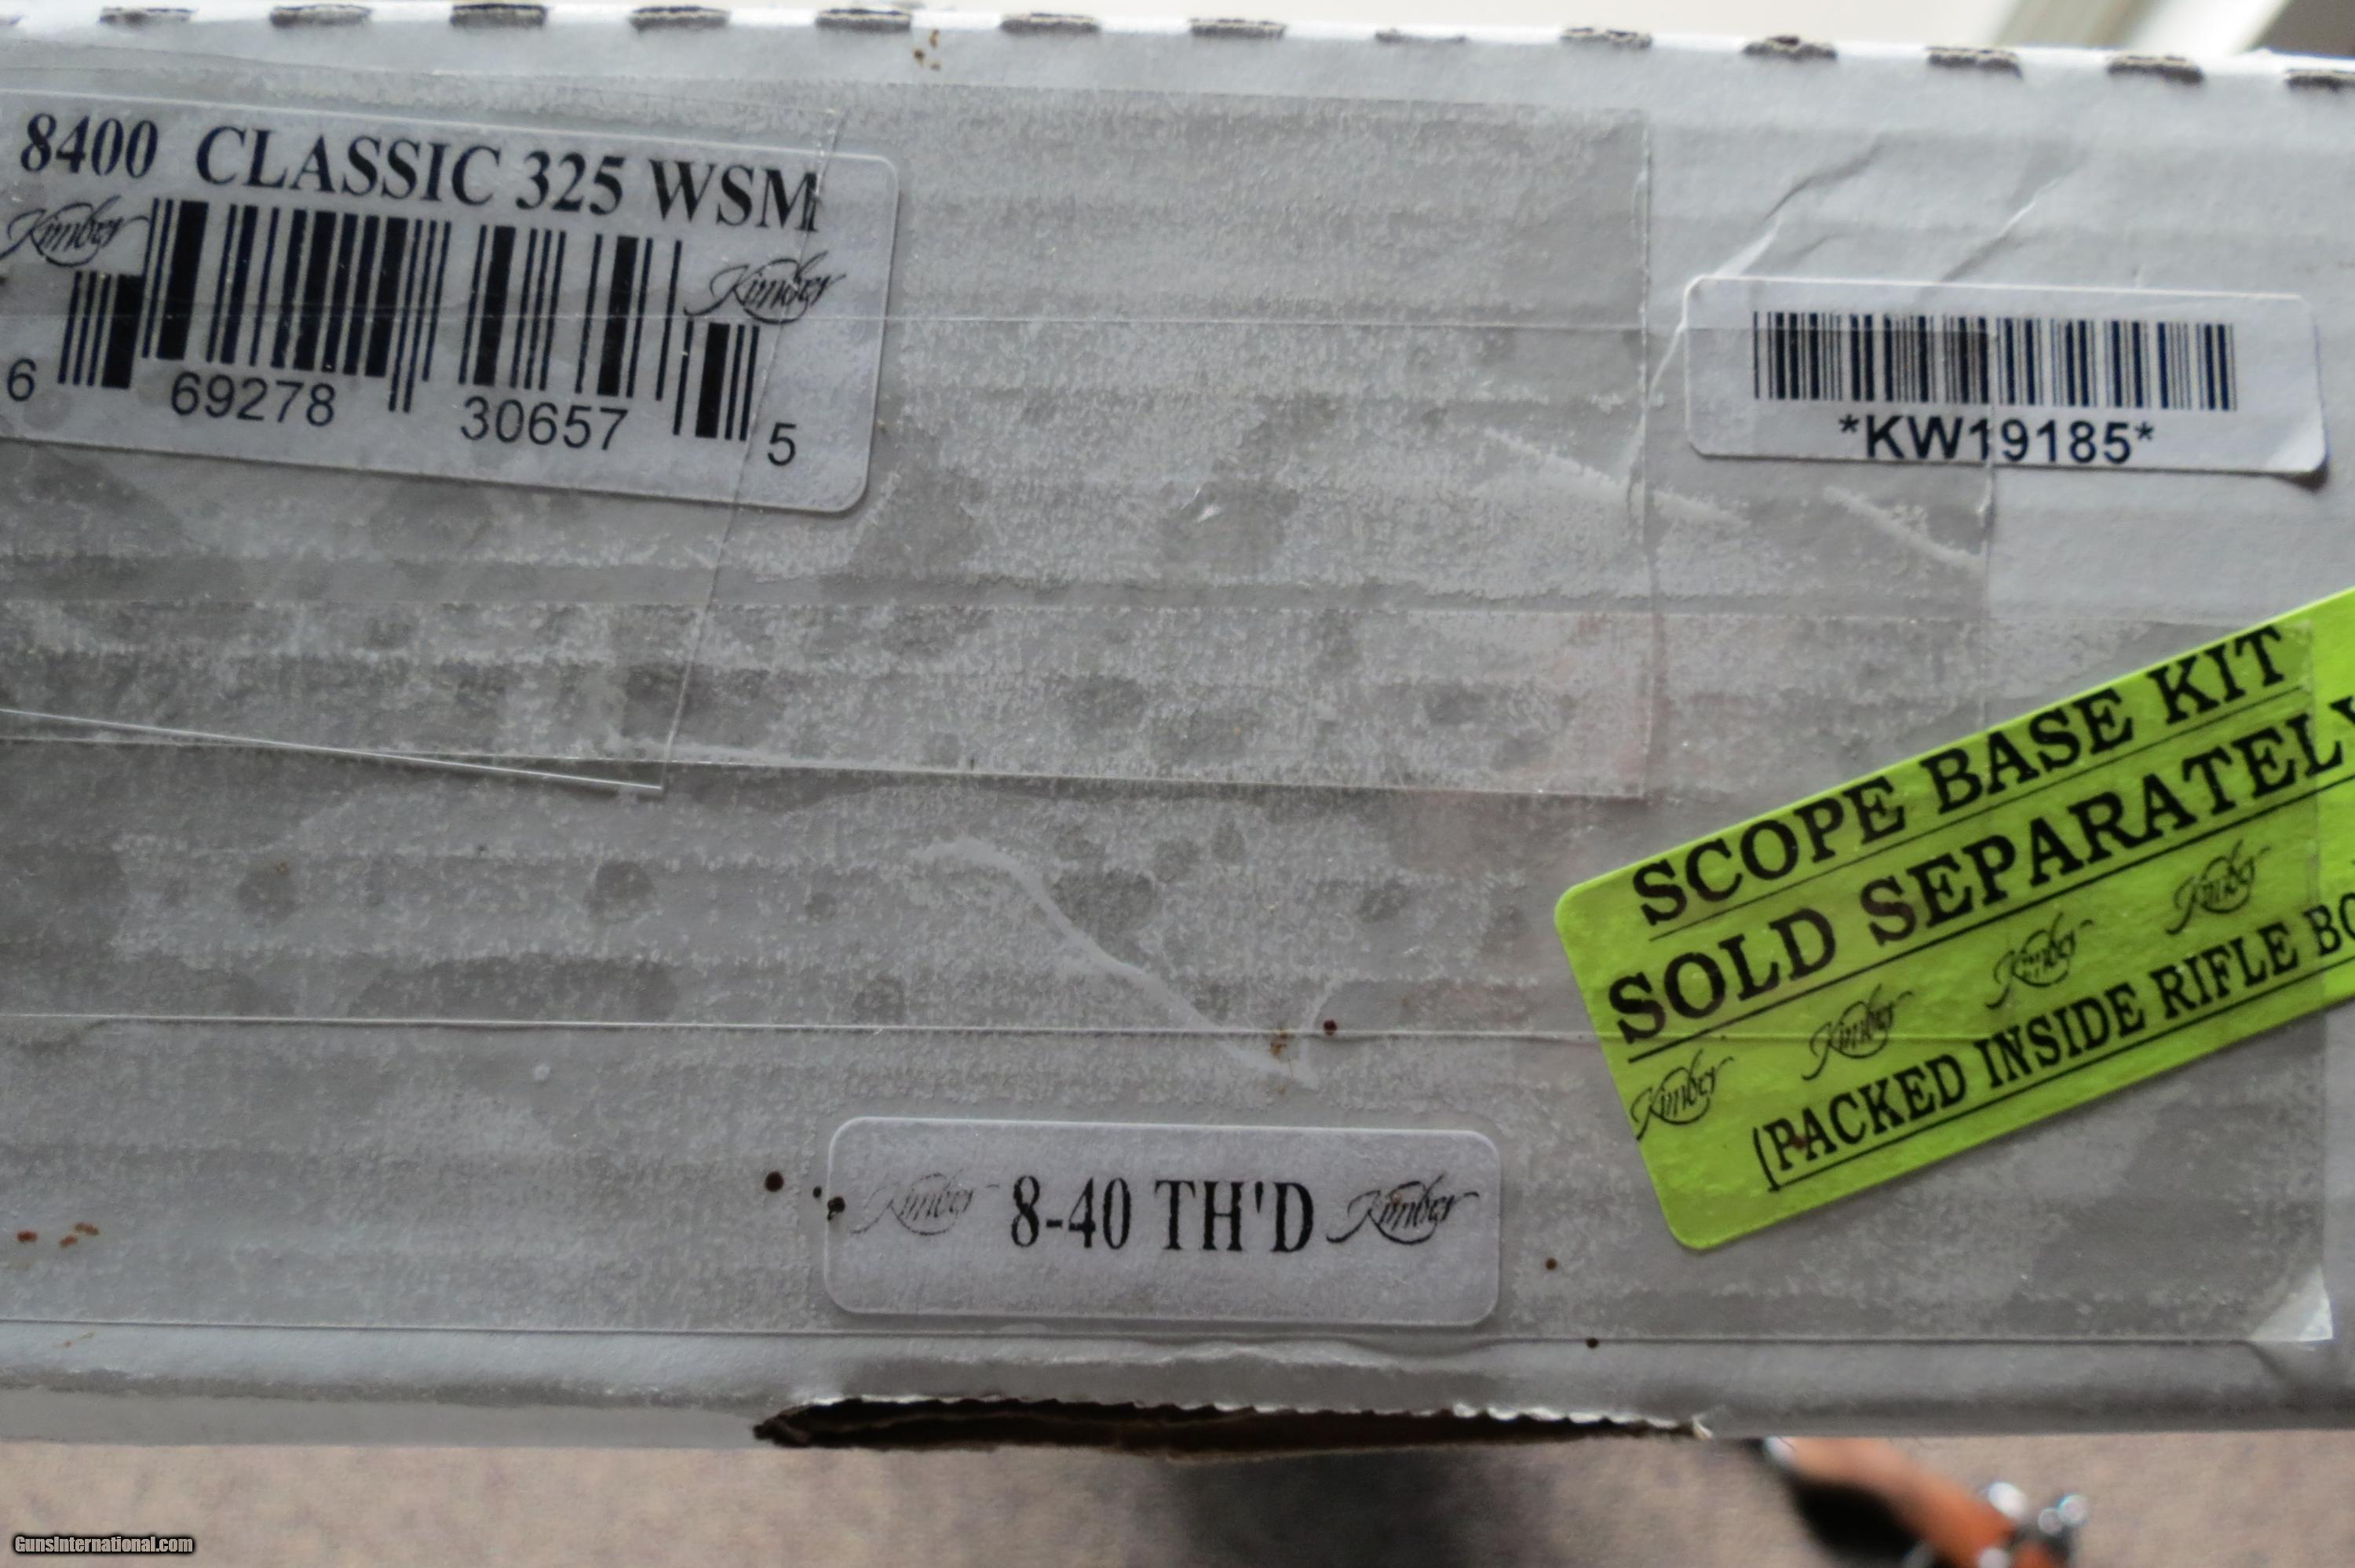 8400 CLASSIC 325 WSM
Kimber
Kimber
6 69278 30657 5
*KW19185*
SCOPE BASE KIT
SOLD SEPARATELY
Kimber Kimber Kimber Kimber
(PACKED INSIDE RIFLE BO
Kimber 8-40 TH'D Kimber
GunsInternational.com